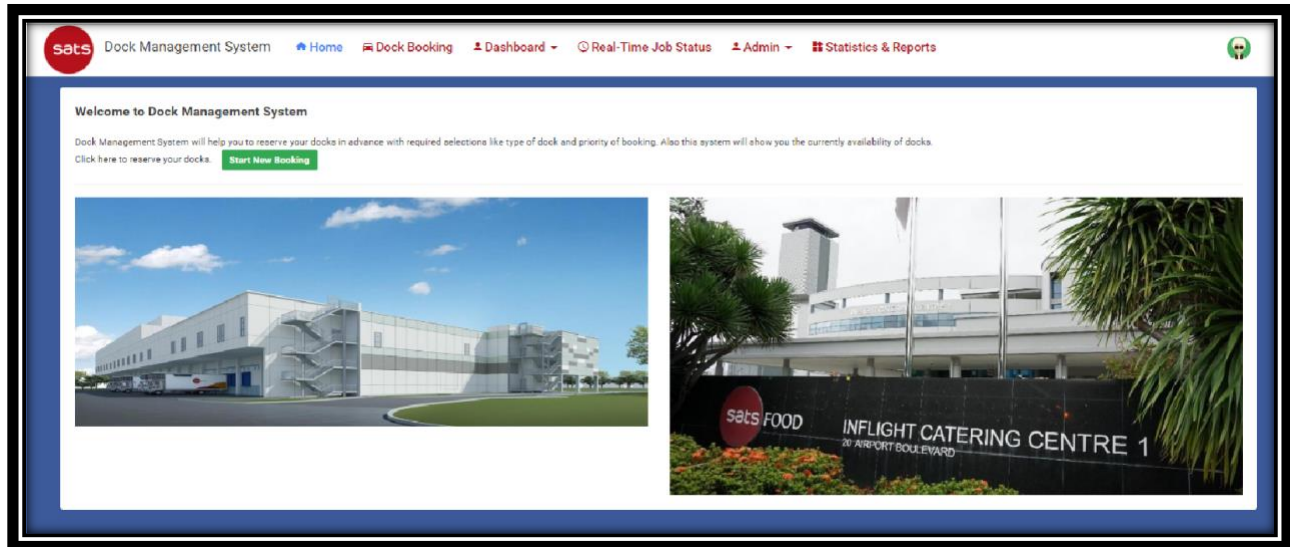 sats Dock Management System Home Dock Booking Dashboard Real-Time Job Status Admin Statistics & Reports
Welcome to Dock Management System
Dock Management System will help you to reserve your docks in advance with required selections like type of dock and priority of booking. Also this system will show you the currently availability of docks.
Click here to reserve your docks. Start New Booking
sats FOOD
INFLIGHT CATERING CENTRE 1
20 AIRPORT BOULEVARD